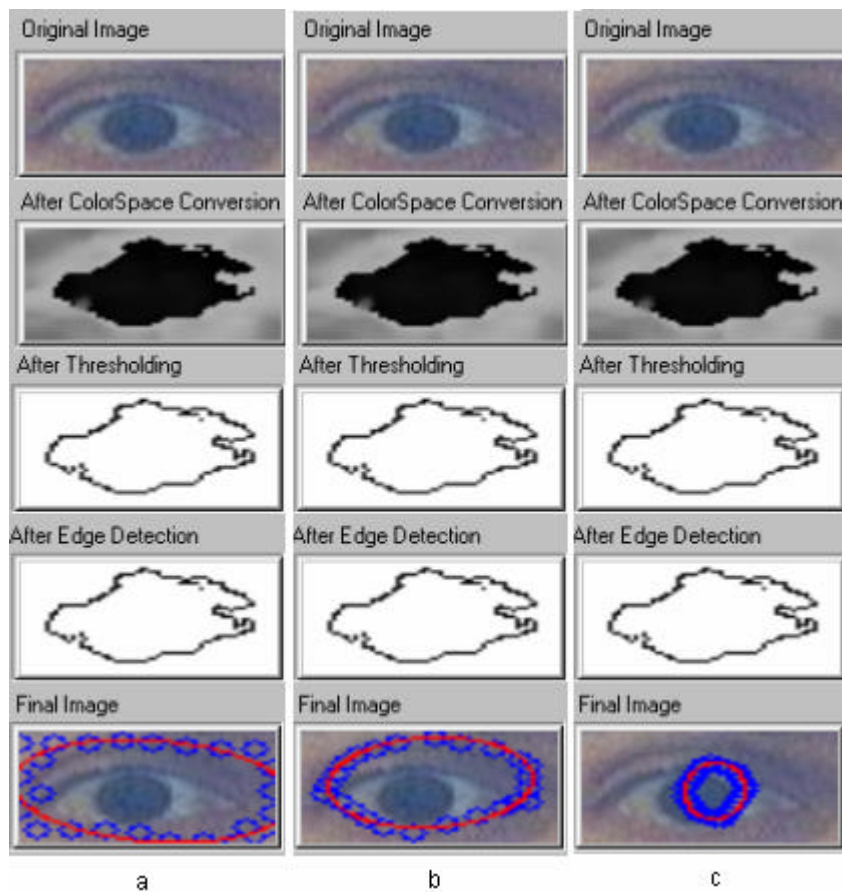 Original Image Original Image Original Image
After ColorSpace Conversion After ColorSpace Conversion After ColorSpace Conversion
After Thresholding After Thresholding After Thresholding
After Edge Detection After Edge Detection After Edge Detection
Final Image Final Image Final Image
a b c